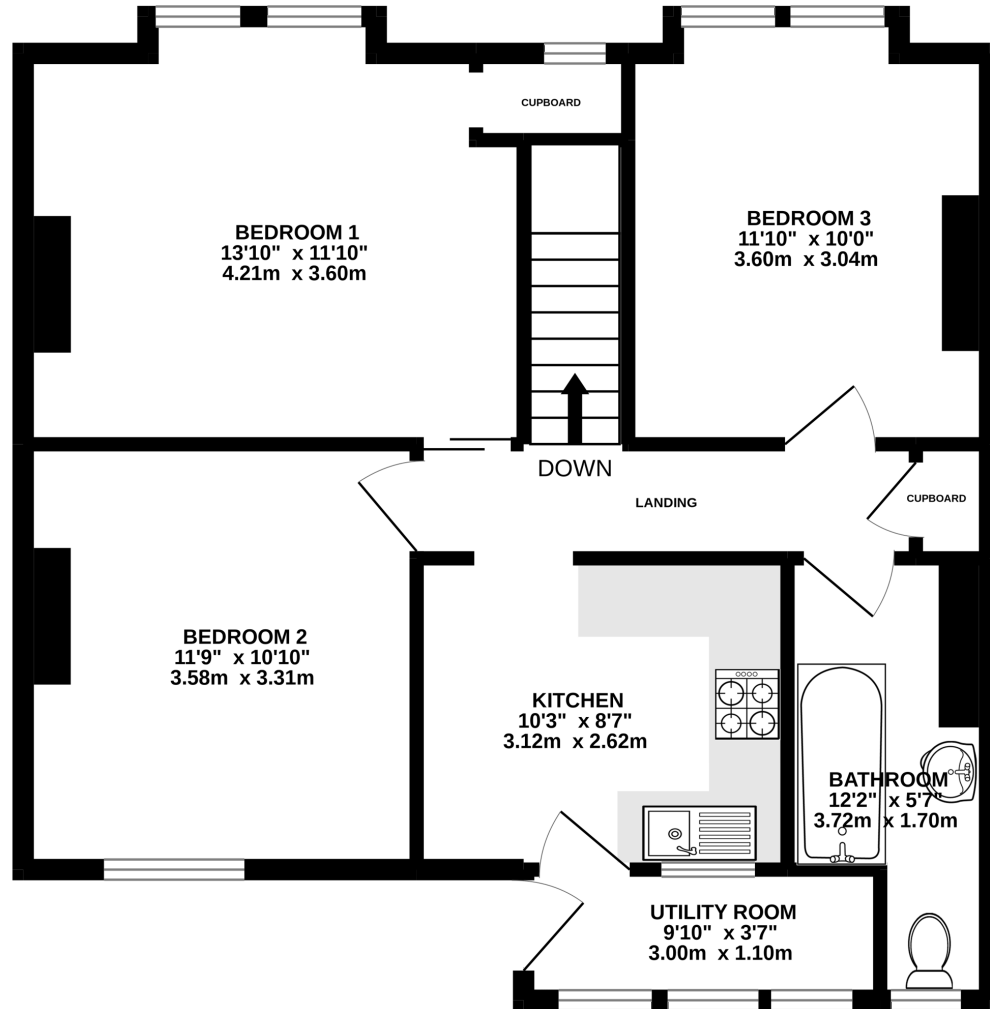 CUPBOARD
BEDROOM 1
13'10" x 11'10"
4.21m x 3.60m
BEDROOM 3
11'10" x 10'0"
3.60m x 3.04m
DOWN
LANDING
CUPBOARD
BEDROOM 2
11'9" x 10'10"
3.58m x 3.31m
KITCHEN
10'3" x 8'7"
3.12m x 2.62m
BATHROOM
12'2" x 5'7"
3.72m x 1.70m
UTILITY ROOM
9'10" x 3'7"
3.00m x 1.10m